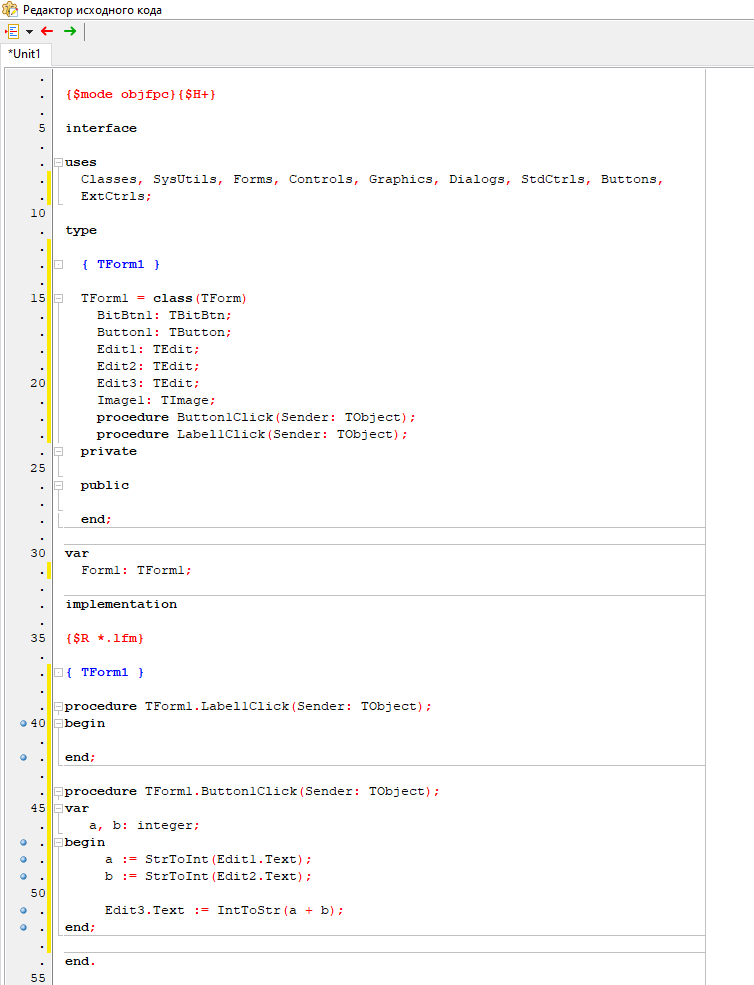 Редактор исходного кода
*Unit1
.
. {$mode objfpc}{$H+}
.
5 interface
.
. uses
. Classes, SysUtils, Forms, Controls, Graphics, Dialogs, StdCtrls, Buttons,
. ExtCtrls;
10
. type
.
. { TForm1 }
.
15 TForm1 = class(TForm)
. BitBtn1: TBitBtn;
. Button1: TButton;
. Edit1: TEdit;
. Edit2: TEdit;
20 Edit3: TEdit;
. Image1: TImage;
. procedure Button1Click(Sender: TObject);
. procedure Label1Click(Sender: TObject);
. private
25
. public
.
. end;
.
30 var
. Form1: TForm1;
.
. implementation
.
35 {$R *.lfm}
.
. { TForm1 }
.
. procedure TForm1.Label1Click(Sender: TObject);
40 begin
.
. end;
.
. procedure TForm1.Button1Click(Sender: TObject);
45 var
. a, b: integer;
. begin
. a := StrToInt(Edit1.Text);
. b := StrToInt(Edit2.Text);
50
. Edit3.Text := IntToStr(a + b);
. end;
.
. end.
55